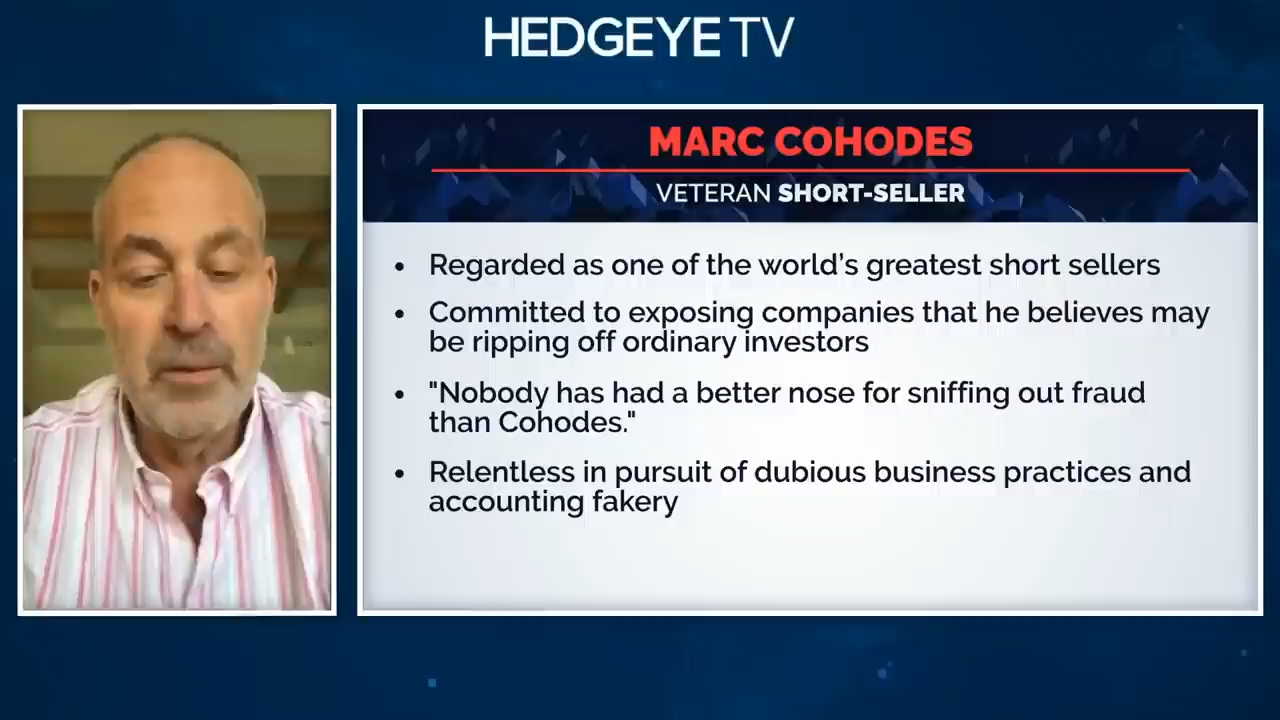 HEDGEYE TV
MARC COHODES
VETERAN SHORT-SELLER
• Regarded as one of the world's greatest short sellers
• Committed to exposing companies that he believes may
be ripping off ordinary investors
• "Nobody has had a better nose for sniffing out fraud
than Cohodes."
• Relentless in pursuit of dubious business practices and
accounting fakery